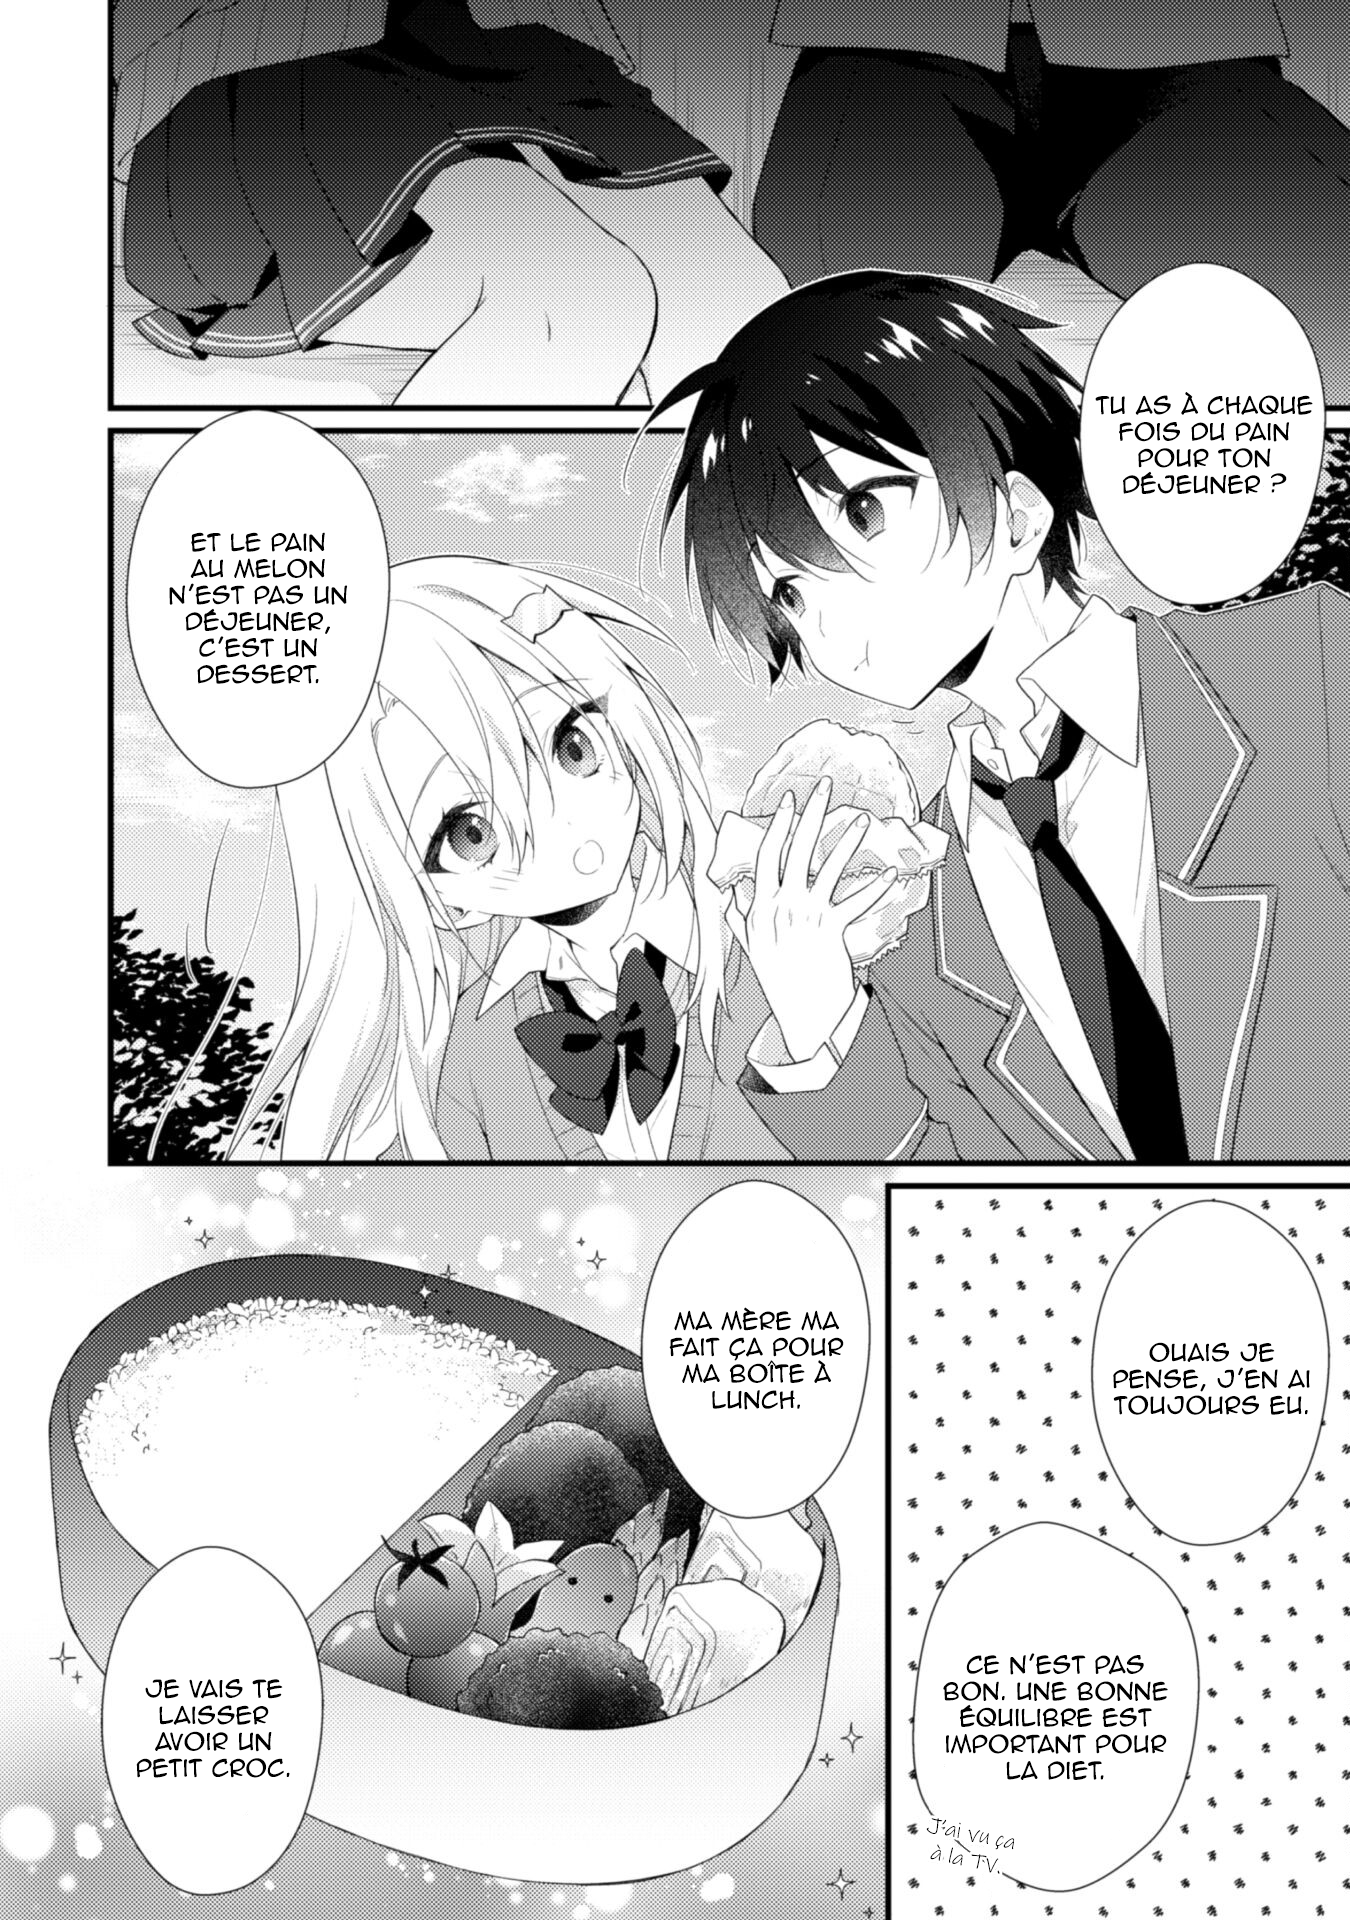 TU AS À CHAQUE
FOIS DU PAIN
POUR TON
DÉJEUNER ?
ET LE PAIN
AU MELON
N'EST PAS UN
DÉJEUNER,
C'EST UN
DESSERT.
OUAIS JE
PENSE, J'EN AI
TOUJOURS EU.
CE N'EST PAS
BON. UNE BONNE
ÉQUILIBRE EST
IMPORTANT POUR
LA DIET.
J'ai vu ça
à la TV.
MA MÈRE MA
FAIT ÇA POUR
MA BOÎTE À
LUNCH.
JE VAIS TE
LAISSER
AVOIR UN
PETIT CROC.